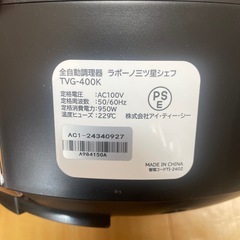 全自動調理器 ラボーノ三ツ星シェフ
TVG-400K
定格電圧 :AC100V
定格周波数 :50/60Hz
定格消費電力:950W
温度ヒューズ :229℃
PS
E
株式会社アイ・ティー・シー
AC1-24340927
A984150A
MADE IN CHINA